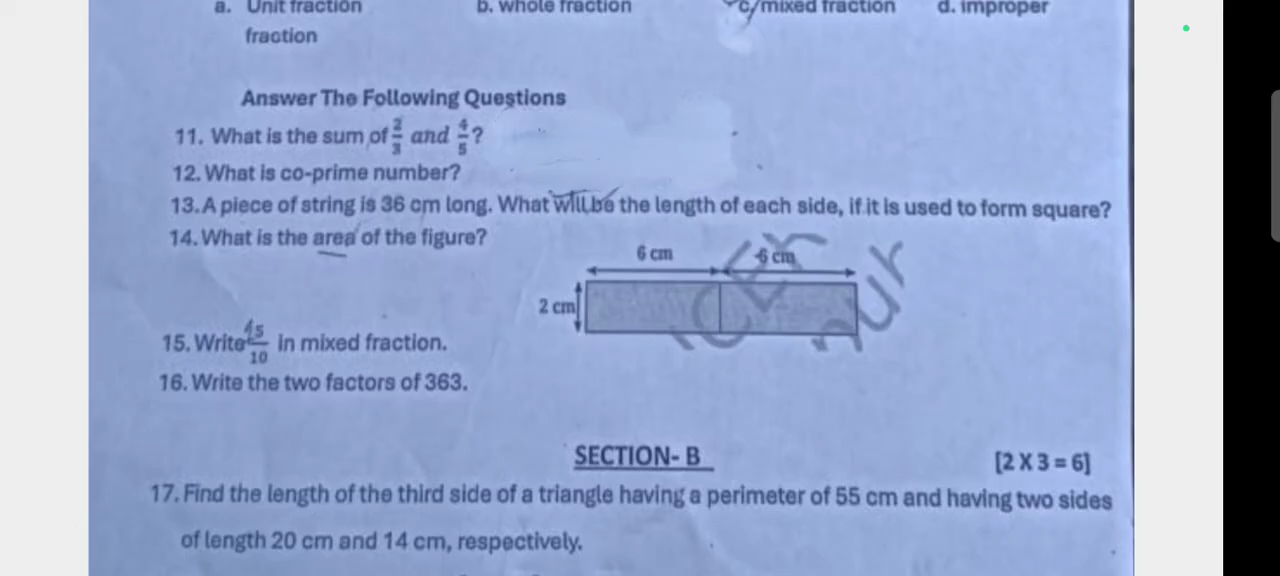 a. Unit fraction b. whole fraction c. mixed fraction d. improper
fraction
Answer The Following Questions
11. What is the sum of 2/3 and 4/5?
12. What is co-prime number?
13. A piece of string is 36 cm long. What will be the length of each side, if it is used to form square?
14. What is the area of the figure?
6 cm 6 cm
2 cm
15. Write 45/10 in mixed fraction.
16. Write the two factors of 363.
SECTION- B [2 X 3 = 6]
17. Find the length of the third side of a triangle having a perimeter of 55 cm and having two sides
of length 20 cm and 14 cm, respectively.